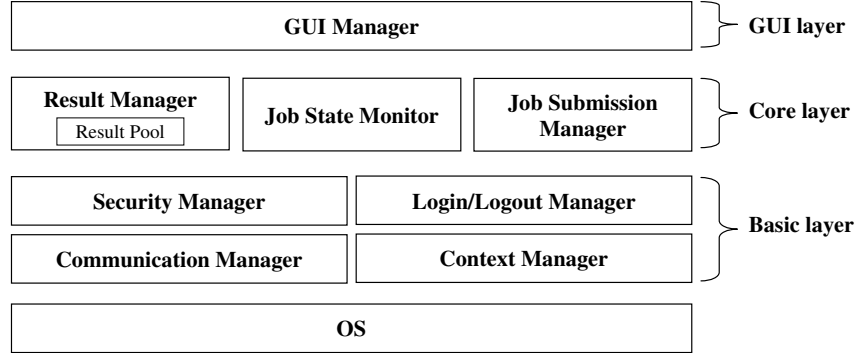 GUI Manager
GUI layer
Result Manager
Result Pool
Job State Monitor
Job Submission
Manager
Core layer
Security Manager
Login/Logout Manager
Communication Manager
Context Manager
Basic layer
OS